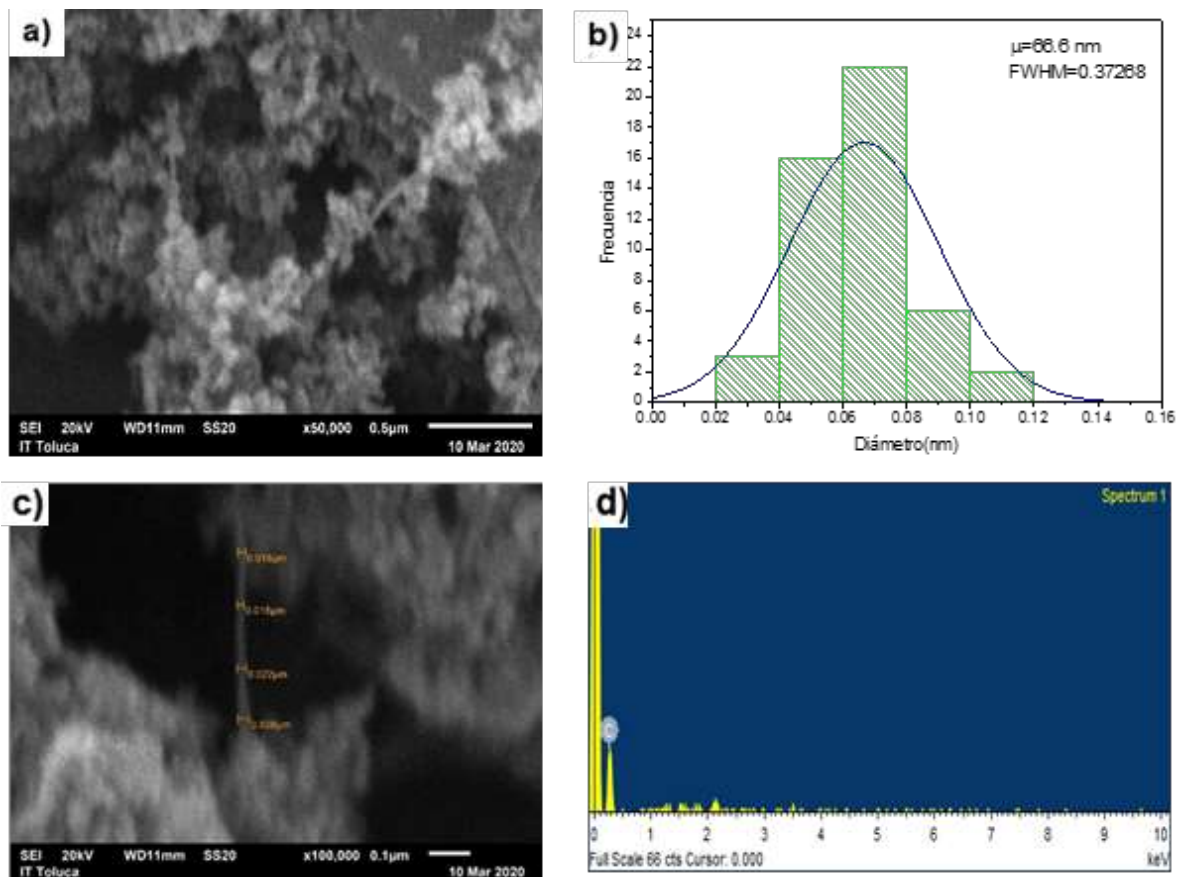 a)
SEI 20kV WD11mm SS20 x50,000 0.5µm
IT Toluca 10 Mar 2020
b)
µ=66.6 nm
FWHM=0.37268
Frecuencia
24
22
20
18
16
14
12
10
8
6
4
2
0
0.00 0.02 0.04 0.06 0.08 0.10 0.12 0.14 0.16
Diámetro(nm)
c)
0.022µm
SEI 20kV WD11mm SS20 x100,000 0.1µm
IT Toluca 10 Mar 2020
d)
Spectrum 1
0 1 2 3 4 5 6 7 8 9 10
Full Scale 66 cts Cursor: 0.000 keV